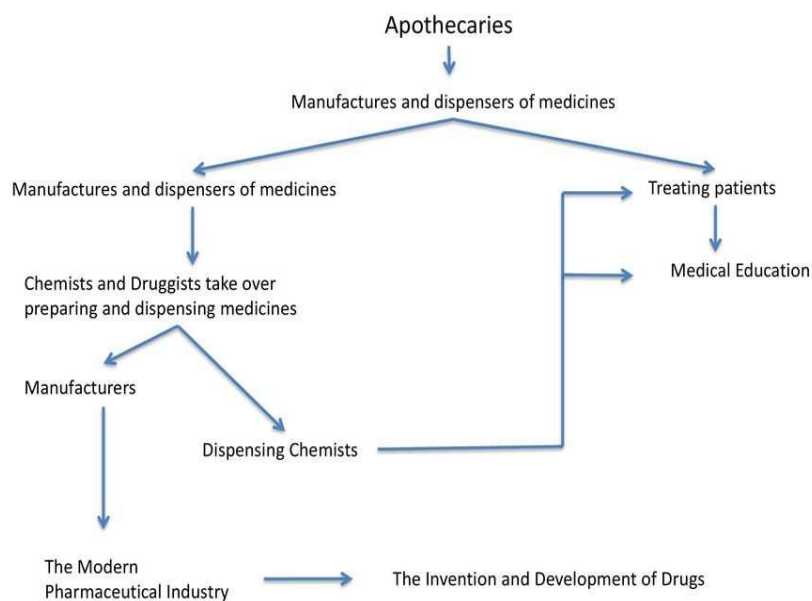 Apothecaries
Manufactures and dispensers of medicines
Manufactures and dispensers of medicines
Treating patients
Chemists and Druggists take over
preparing and dispensing medicines
Medical Education
Manufacturers
Dispensing Chemists
The Modern
Pharmaceutical Industry
The Invention and Development of Drugs